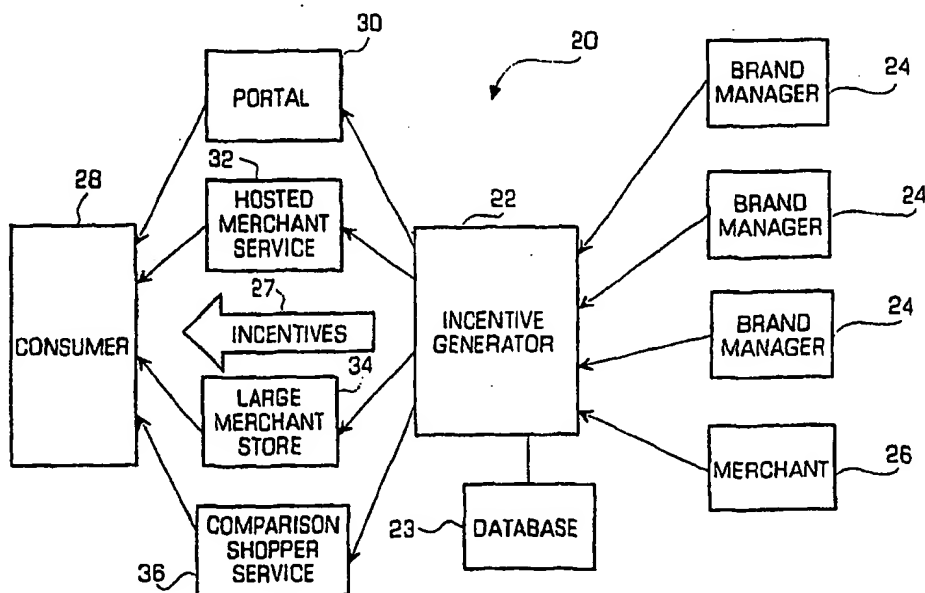 30
PORTAL
20
BRAND
MANAGER
24
32
HOSTED
MERCHANT
SERVICE
28
CONSUMER
22
INCENTIVE
GENERATOR
BRAND
MANAGER
24
27
INCENTIVES
BRAND
MANAGER
24
34
LARGE
MERCHANT
STORE
MERCHANT
26
COMPARISON
SHOPPER
SERVICE
36
23
DATABASE